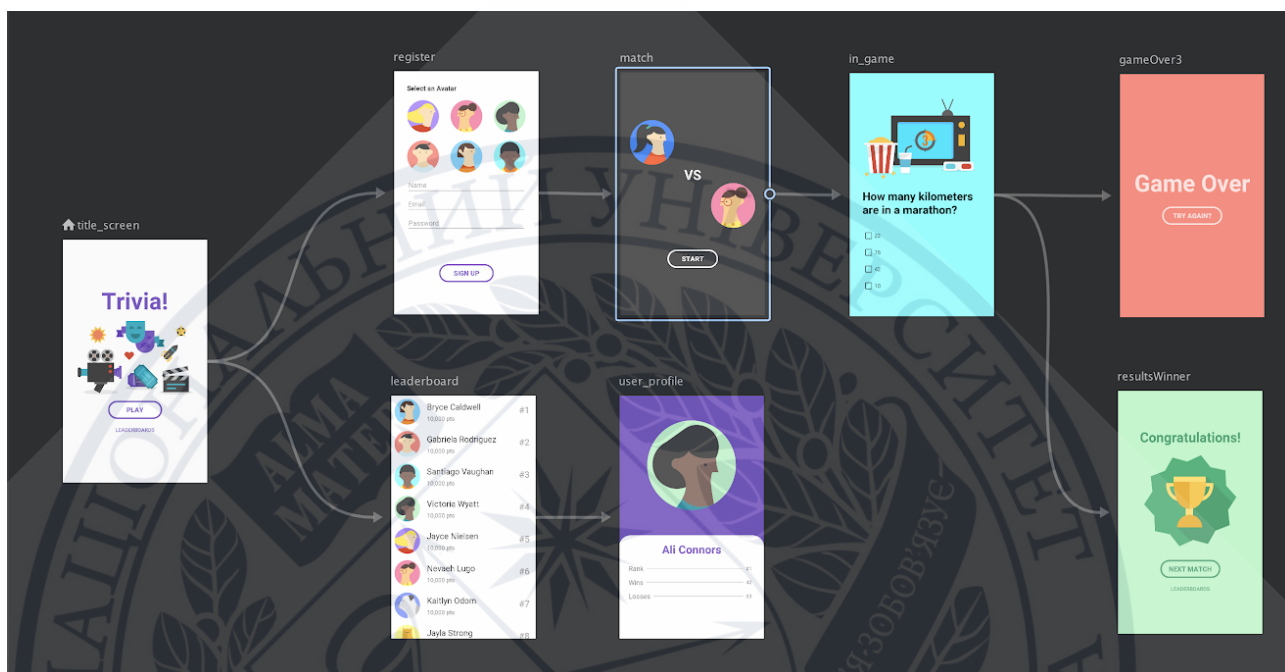 title_screen
Trivia!
PLAY
LEADERBOARDS
register
Select an Avatar
Name
Email
Password
SIGN UP
match
VS
START
in_game
3
How many kilometers
are in a marathon?
gameOver3
Game Over
TRY AGAIN?
leaderboard
Bryce Caldwell #1
10,000 pts
Gabriela Rodriguez #2
10,000 pts
Santiago Vaughan #3
10,000 pts
Victoria Wyatt #4
10,000 pts
Jayce Nielsen #5
10,000 pts
Nevaeh Lugo #6
10,000 pts
Kaitlyn Odom #7
10,000 pts
Jayla Strong #8
user_profile
Ali Connors
Rank
Wins
Losses
resultsWinner
Congratulations!
NEXT MATCH
LEADERBOARDS
АЛМА
МАТЕР
УНІВЕРСИТЕТ